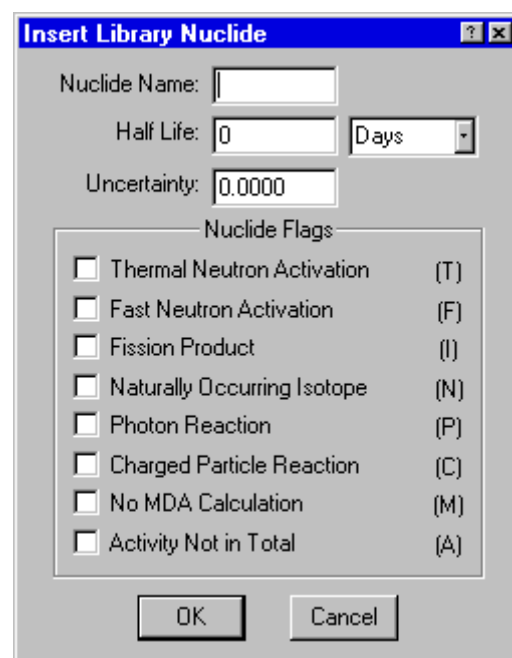 Insert Library Nuclide ? ×
Nuclide Name:
Half Life: 0 Days
Uncertainty: 0.0000
Nuclide Flags
Thermal Neutron Activation (T)
Fast Neutron Activation (F)
Fission Product (I)
Naturally Occurring Isotope (N)
Photon Reaction (P)
Charged Particle Reaction (C)
No MDA Calculation (M)
Activity Not in Total (A)
OK Cancel